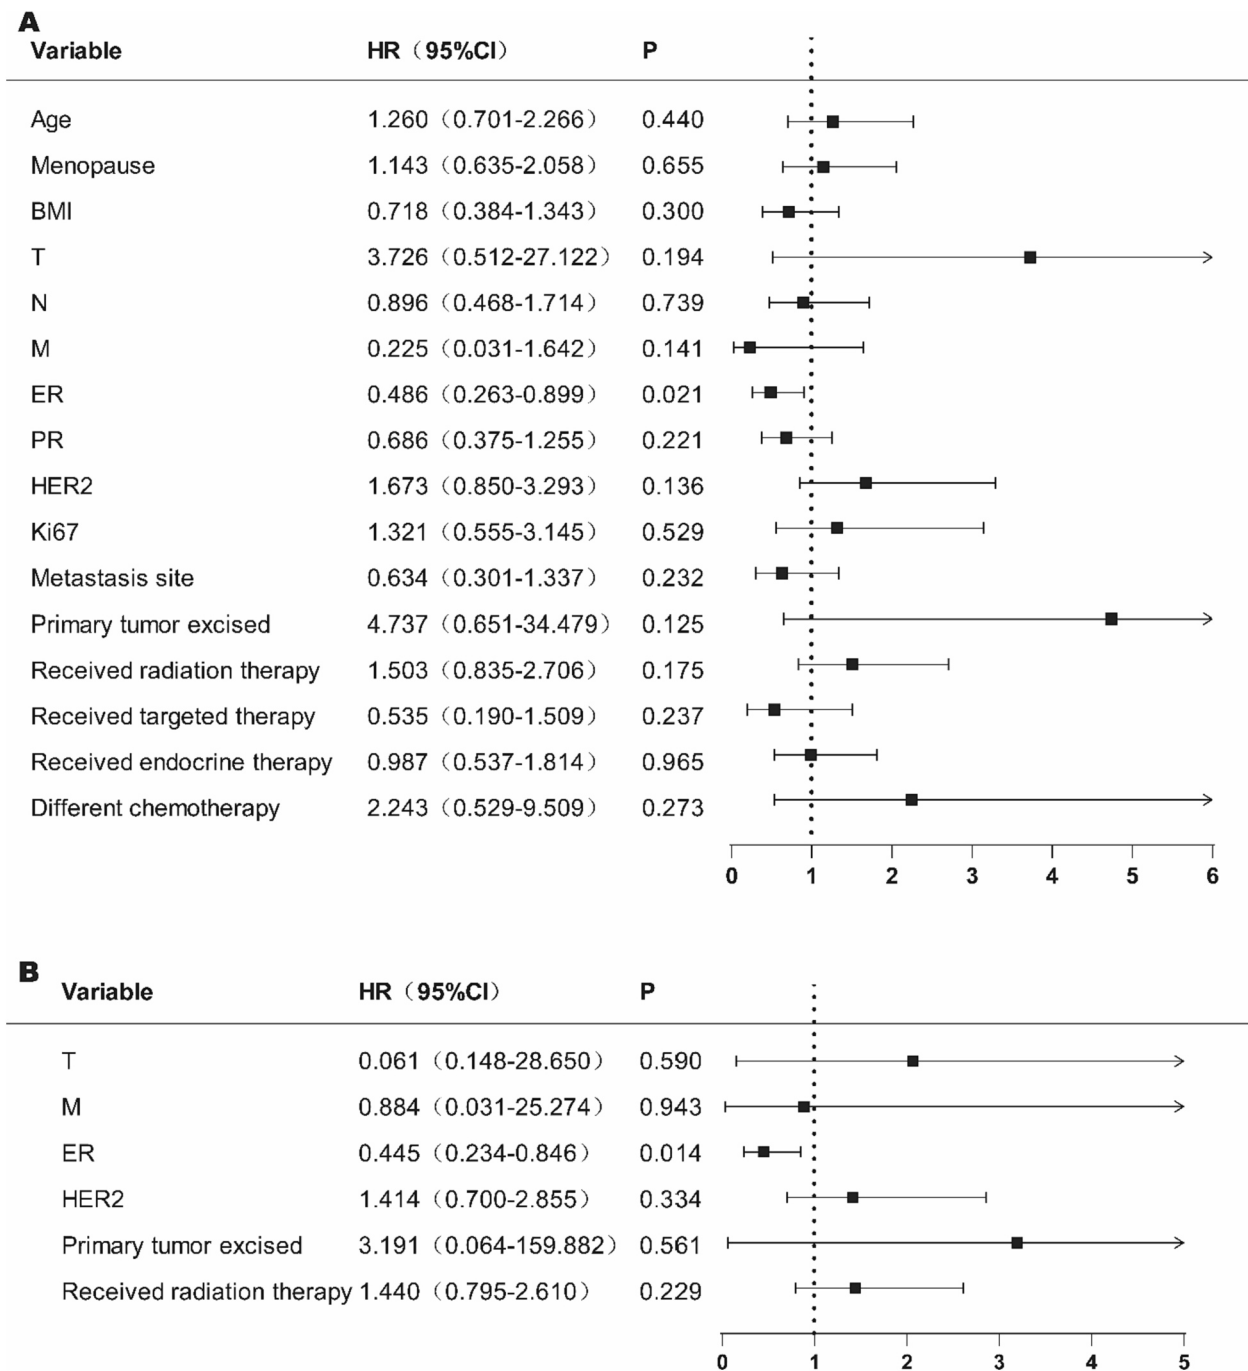 A
Variable HR（95%CI） P
Age 1.260（0.701-2.266） 0.440
Menopause 1.143（0.635-2.058） 0.655
BMI 0.718（0.384-1.343） 0.300
T 3.726（0.512-27.122） 0.194
N 0.896（0.468-1.714） 0.739
M 0.225（0.031-1.642） 0.141
ER 0.486（0.263-0.899） 0.021
PR 0.686（0.375-1.255） 0.221
HER2 1.673（0.850-3.293） 0.136
Ki67 1.321（0.555-3.145） 0.529
Metastasis site 0.634（0.301-1.337） 0.232
Primary tumor excised 4.737（0.651-34.479） 0.125
Received radiation therapy 1.503（0.835-2.706） 0.175
Received targeted therapy 0.535（0.190-1.509） 0.237
Received endocrine therapy 0.987（0.537-1.814） 0.965
Different chemotherapy 2.243（0.529-9.509） 0.273
0 1 2 3 4 5 6
B
Variable HR（95%CI） P
T 0.061（0.148-28.650） 0.590
M 0.884（0.031-25.274） 0.943
ER 0.445（0.234-0.846） 0.014
HER2 1.414（0.700-2.855） 0.334
Primary tumor excised 3.191（0.064-159.882） 0.561
Received radiation therapy 1.440（0.795-2.610） 0.229
0 1 2 3 4 5